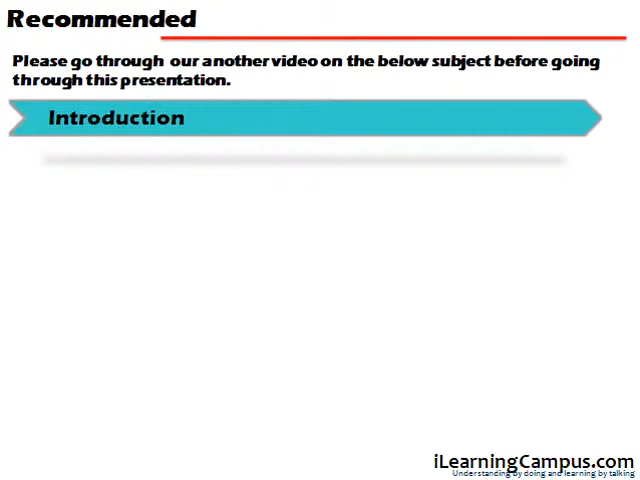 Recommended
Please go through our another video on the below subject before going
through this presentation.
Introduction
iLearningCampus.com
Understanding by doing and learning by talking